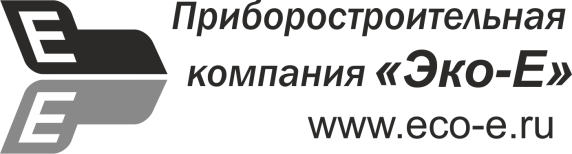 E
E
Приборостроительная
компания «Эко-Е»
www.eco-e.ru